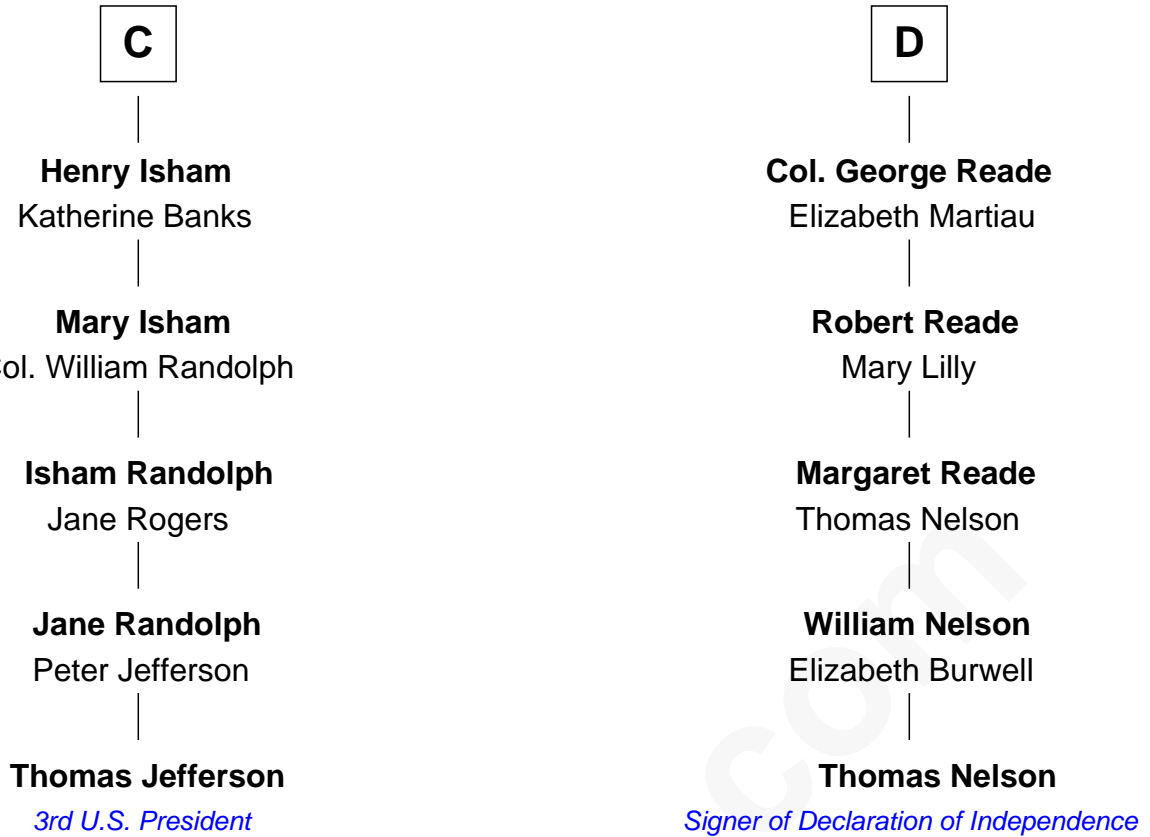 C
Henry Isham
Katherine Banks
Mary Isham
ol. William Randolph
Isham Randolph
Jane Rogers
Jane Randolph
Peter Jefferson
Thomas Jefferson
3rd U.S. President
D
Col. George Reade
Elizabeth Martiau
Robert Reade
Mary Lilly
Margaret Reade
Thomas Nelson
William Nelson
Elizabeth Burwell
Thomas Nelson
Signer of Declaration of Independence
com